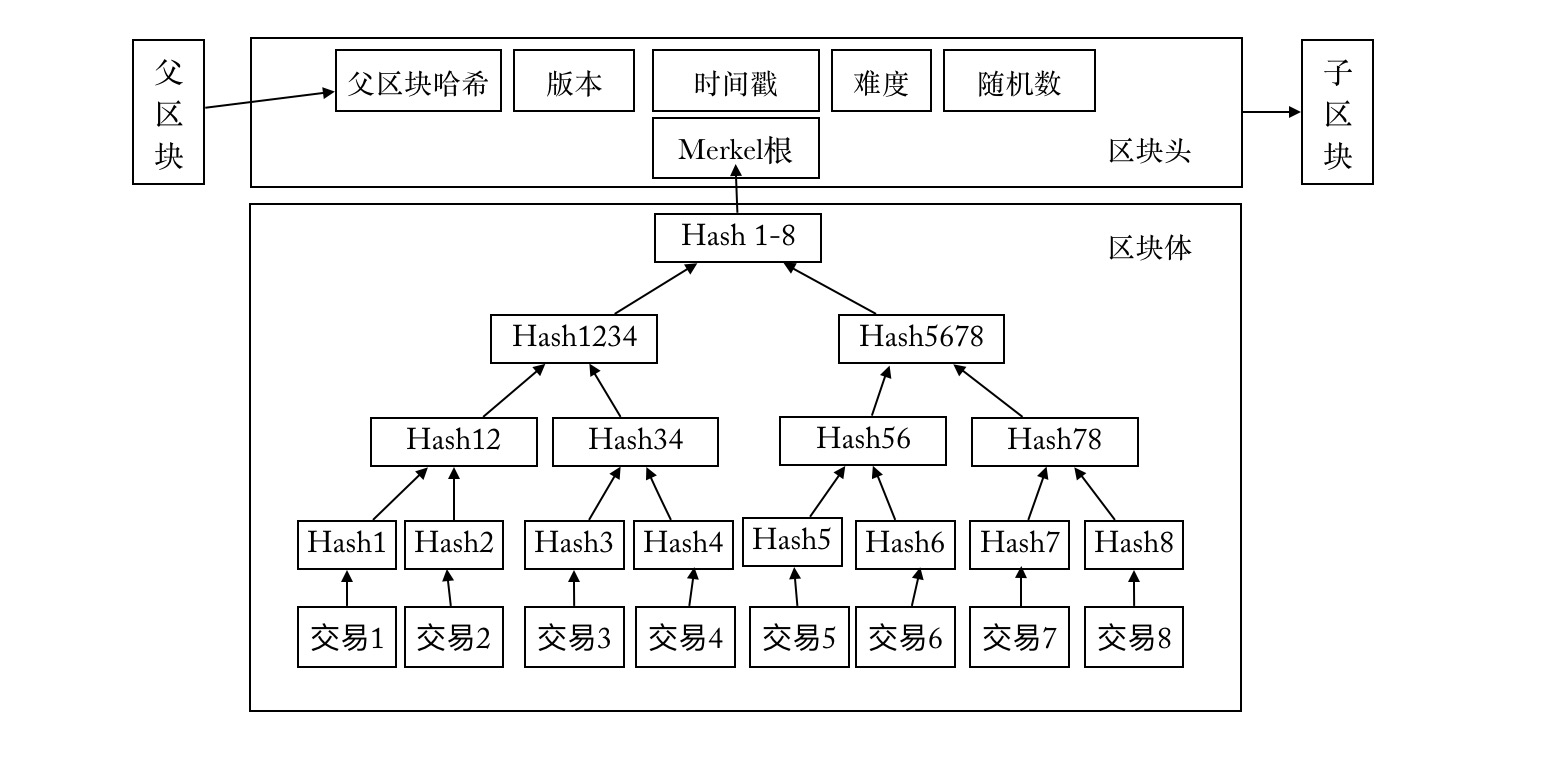 父区块
父区块哈希 版本 时间戳 难度 随机数
子区块
Merkel根
区块头
Hash 1-8
区块体
Hash1234 Hash5678
Hash12 Hash34 Hash56 Hash78
Hash1 Hash2 Hash3 Hash4 Hash5 Hash6 Hash7 Hash8
交易1 交易2 交易3 交易4 交易5 交易6 交易7 交易8